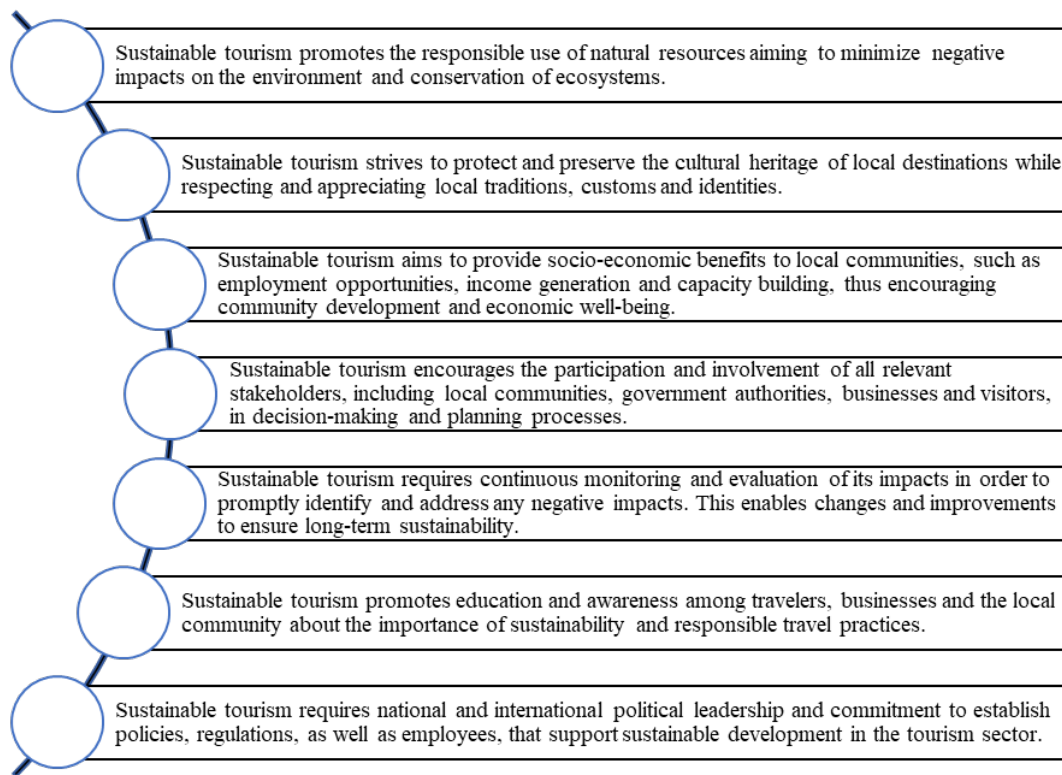 Sustainable tourism promotes the responsible use of natural resources aiming to minimize negative
impacts on the environment and conservation of ecosystems.
Sustainable tourism strives to protect and preserve the cultural heritage of local destinations while
respecting and appreciating local traditions, customs and identities.
Sustainable tourism aims to provide socio-economic benefits to local communities, such as
employment opportunities, income generation and capacity building, thus encouraging
community development and economic well-being.
Sustainable tourism encourages the participation and involvement of all relevant
stakeholders, including local communities, government authorities, businesses and visitors,
in decision-making and planning processes.
Sustainable tourism requires continuous monitoring and evaluation of its impacts in order to
promptly identify and address any negative impacts. This enables changes and improvements
to ensure long-term sustainability.
Sustainable tourism promotes education and awareness among travelers, businesses and the local
community about the importance of sustainability and responsible travel practices.
Sustainable tourism requires national and international political leadership and commitment to establish
policies, regulations, as well as employees, that support sustainable development in the tourism sector.